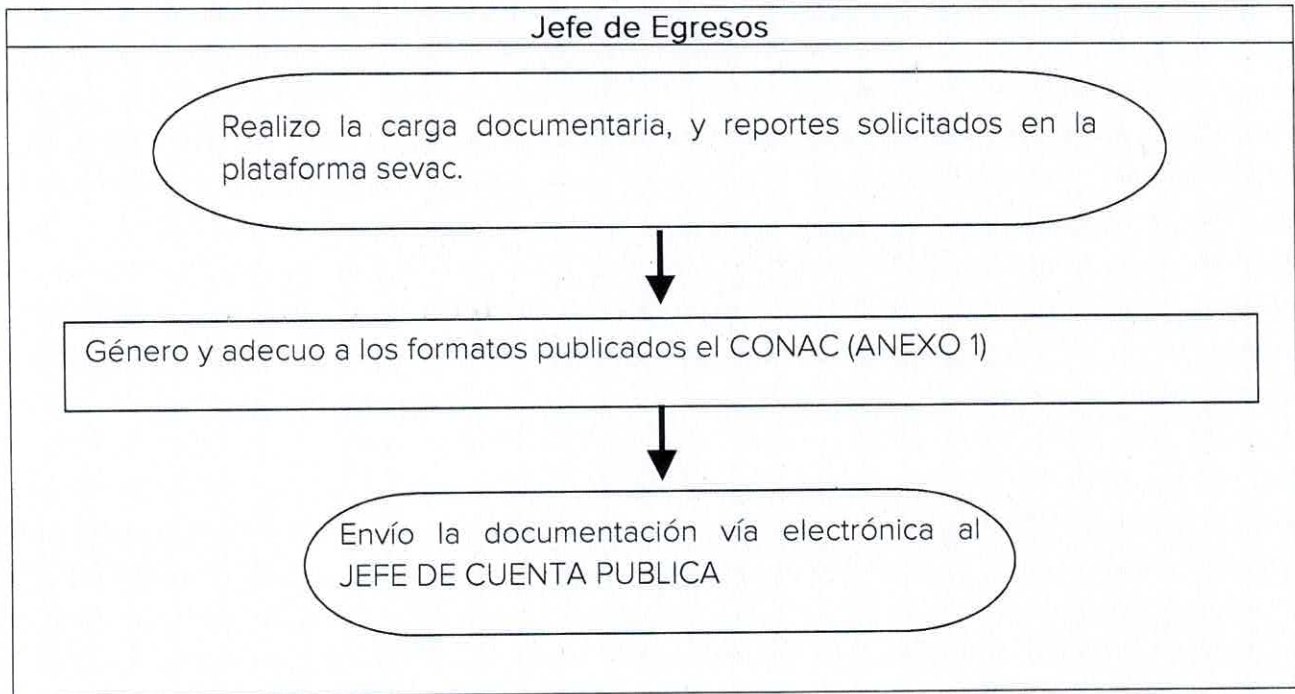 Jefe de Egresos
Realizo la carga documentaria, y reportes solicitados en la
plataforma sevac.
Género y adecuo a los formatos publicados el CONAC (ANEXO 1)
Envío la documentación vía electrónica al
JEFE DE CUENTA PUBLICA